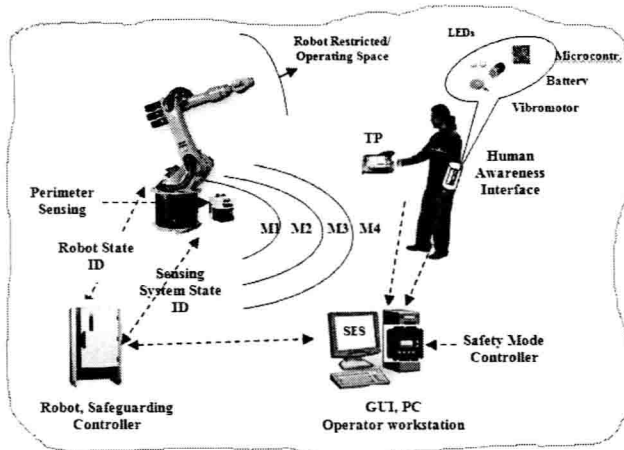 LEDs
Robot Restricted/
Operating Space
Microcontr.
Battery
Vibromotor
TP
Human
Awareness
Interface
Perimeter
Sensing
M1 M2 M3 M4
Robot State
ID
Sensing
System State
ID
SES
Safety Mode
Controller
Robot, Safeguarding
Controller
GUI, PC
Operator workstation